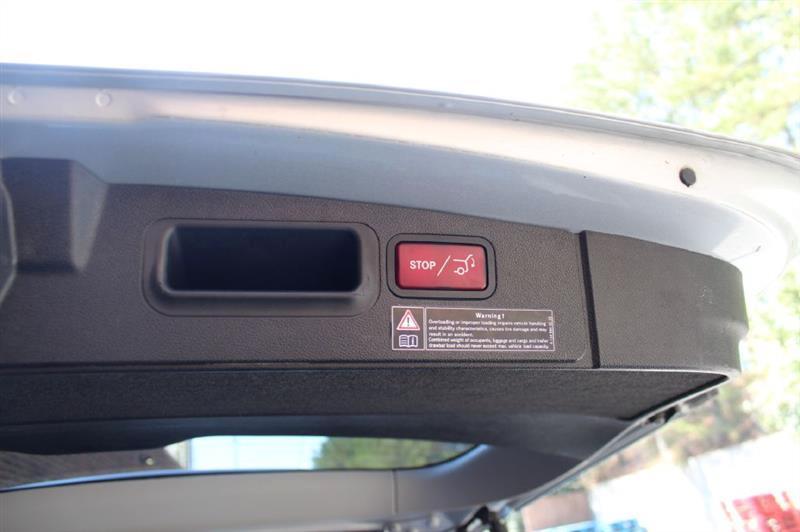 STOP /
Warning!
Overloading or improper loading impairs vehicle handling
and stability characteristics, causes tire damage and may
result in an accident.
Combined weight of occupants, luggage and cargo and trailer
drawbar load should never exceed max. vehicle load capacity.